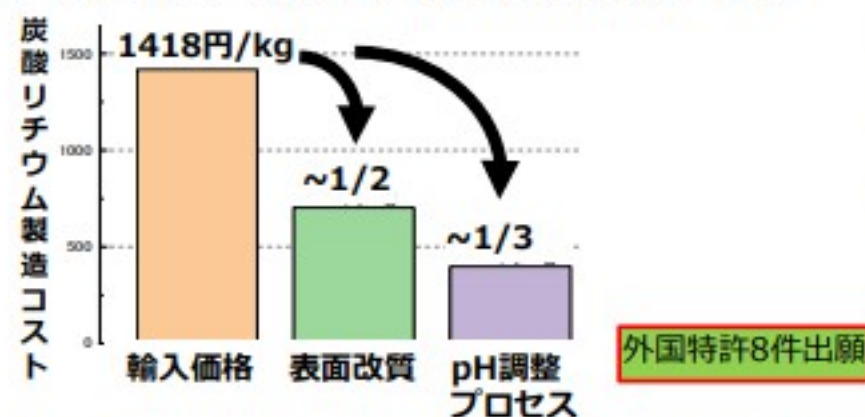 炭酸リチウム製造コスト
1500
1418円/kg
1000
~1/2
500
~1/3
0
輸入価格
表面改質
pH調整
プロセス
外国特許8件出願